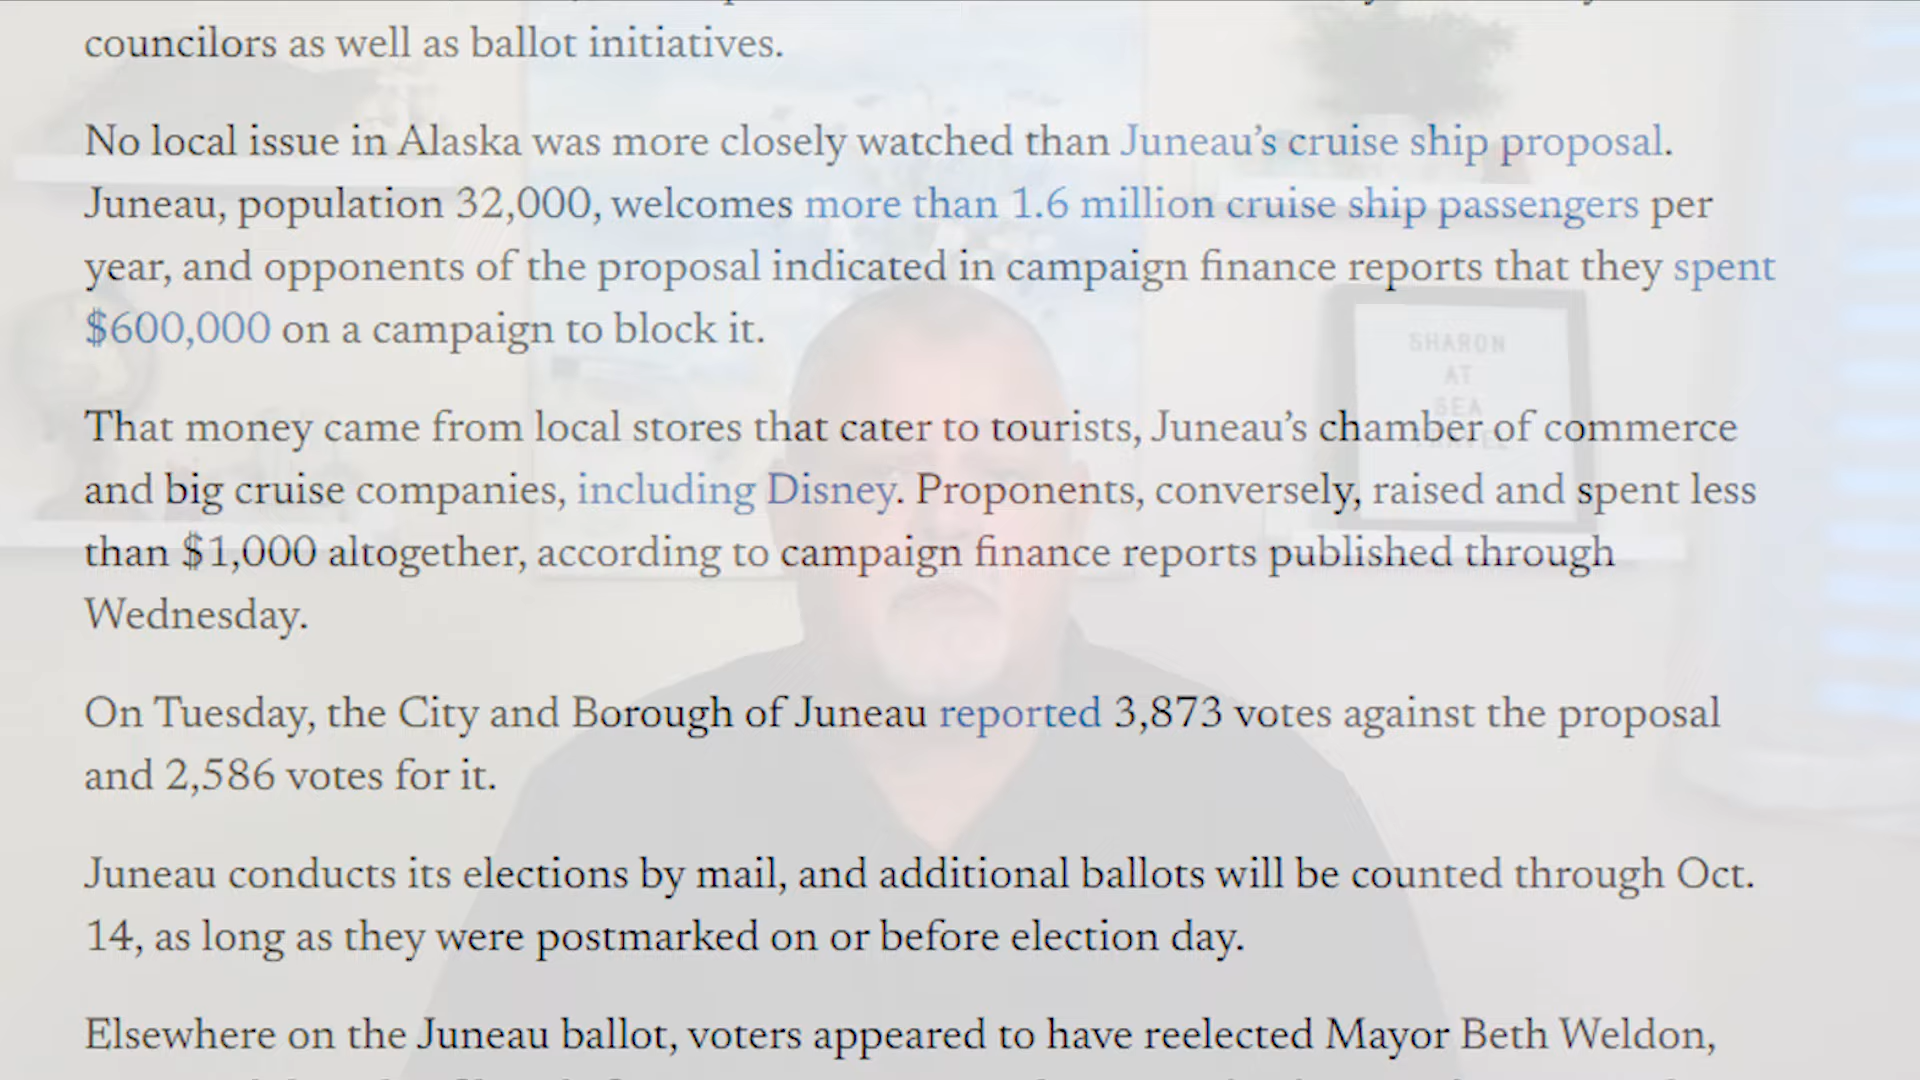 councilors as well as ballot initiatives.
No local issue in Alaska was more closely watched than Juneau’s cruise ship proposal.
Juneau, population 32,000, welcomes more than 1.6 million cruise ship passengers per
year, and opponents of the proposal indicated in campaign finance reports that they spent
$600,000 on a campaign to block it.
That money came from local stores that cater to tourists, Juneau’s chamber of commerce
and big cruise companies, including Disney. Proponents, conversely, raised and spent less
than $1,000 altogether, according to campaign finance reports published through
Wednesday.
On Tuesday, the City and Borough of Juneau reported 3,873 votes against the proposal
and 2,586 votes for it.
Juneau conducts its elections by mail, and additional ballots will be counted through Oct.
14, as long as they were postmarked on or before election day.
Elsewhere on the Juneau ballot, voters appeared to have reelected Mayor Beth Weldon,
SHARON
AT
SEA